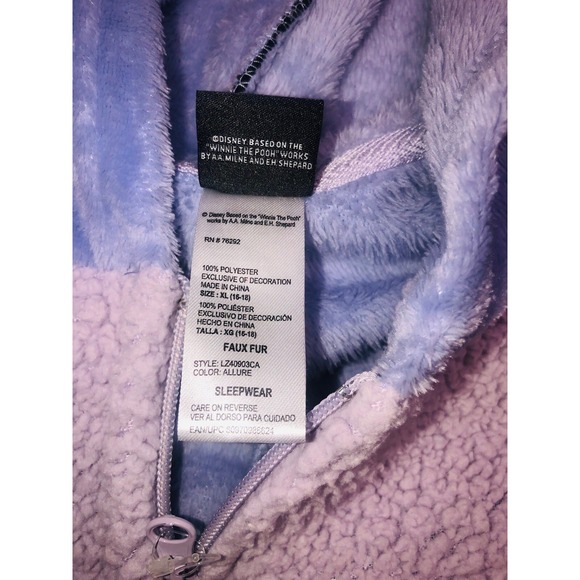 ©DISNEY. BASED ON THE
"WINNIE THE POOH" WORKS
BY A.A. MILNE AND E.H. SHEPARD
© Disney Based on the "Winnie The Pooh"
works by A.A. Milne and E.H. Shepard.
RN # 76292
100% POLYESTER
EXCLUSIVE OF DECORATION
MADE IN CHINA
SIZE : XL (16-18)
100% POLIÉSTER
EXCLUSIVO DE DECORACIÓN
HECHO EN CHINA
TALLA : XG (16-18)
FAUX FUR
STYLE: LZ40903CA
COLOR: ALLURE
SLEEPWEAR
CARE ON REVERSE
VER AL DORSO PARA CUIDADO
EAN/UPC